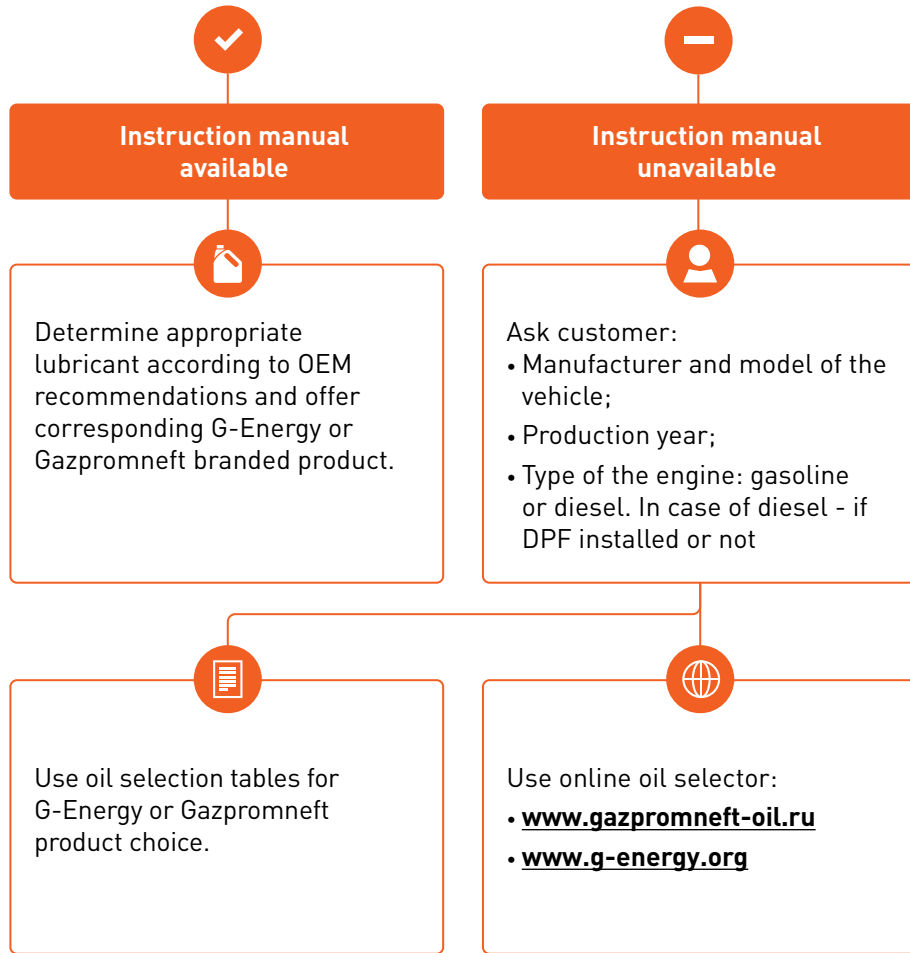 Instruction manual
available
Instruction manual
unavailable
Determine appropriate
lubricant according to OEM
recommendations and offer
corresponding G-Energy or
Gazpromneft branded product.
Ask customer:
• Manufacturer and model of the
vehicle;
• Production year;
• Type of the engine: gasoline
or diesel. In case of diesel - if
DPF installed or not
Use oil selection tables for
G-Energy or Gazpromneft
product choice.
Use online oil selector:
• www.gazpromneft-oil.ru
• www.g-energy.org